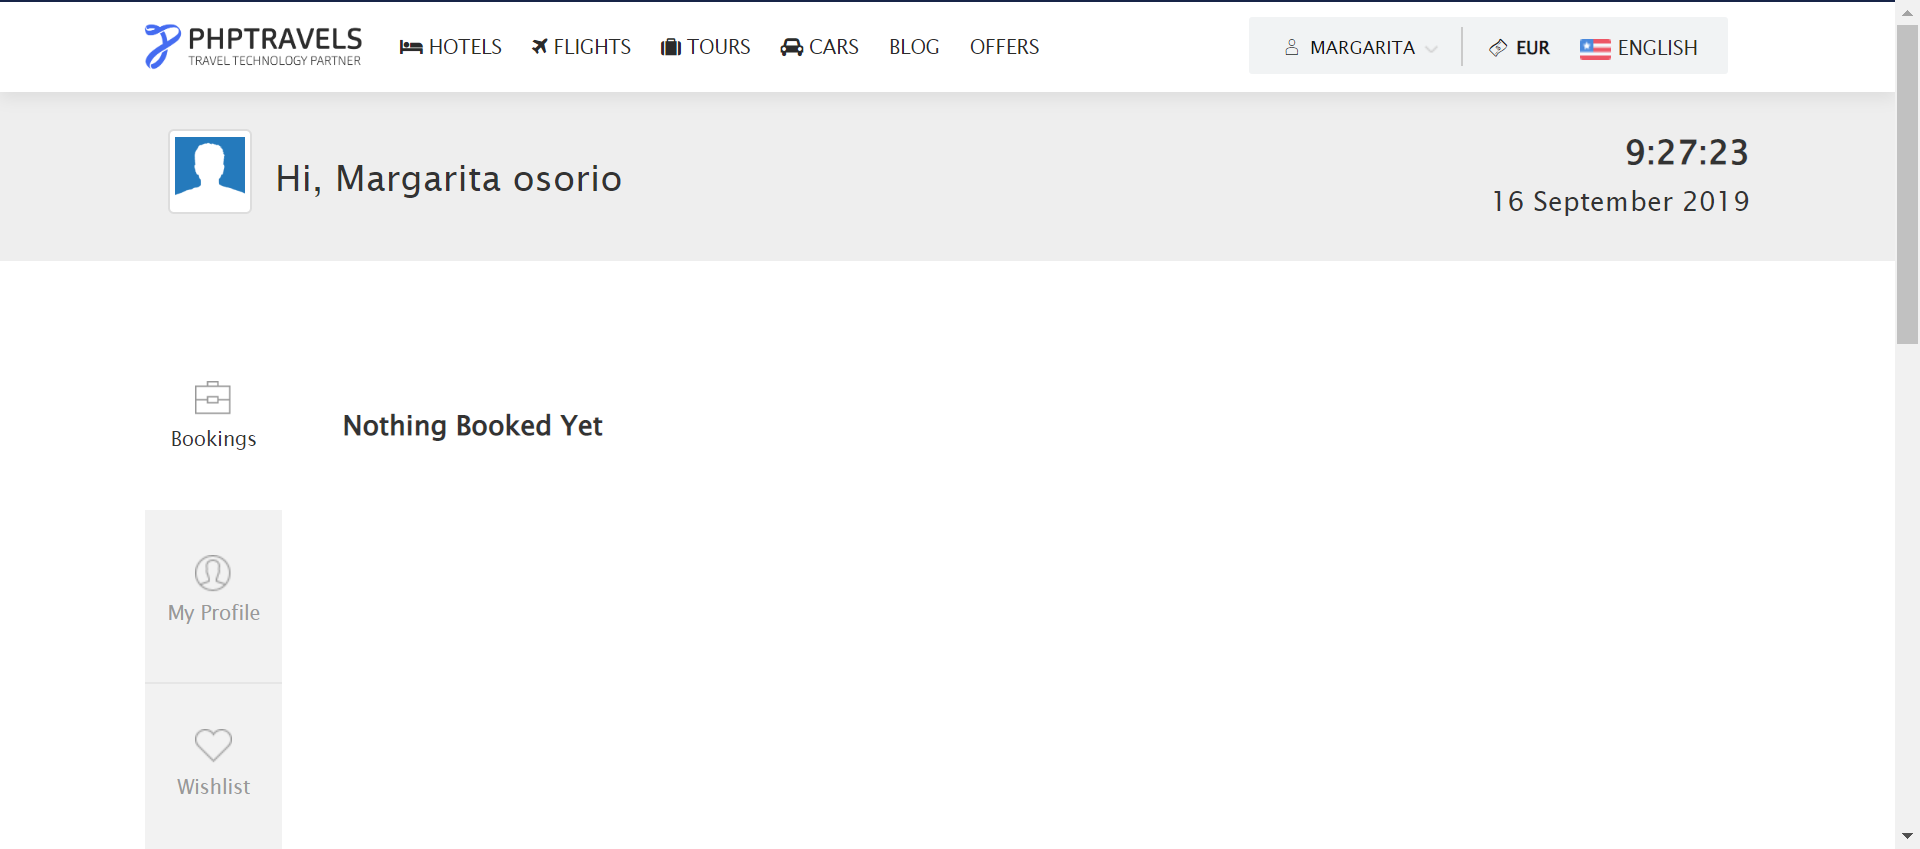 PHPTRAVELS
TRAVEL TECHNOLOGY PARTNER
HOTELS FLIGHTS TOURS CARS BLOG OFFERS
MARGARITA EUR ENGLISH
Hi, Margarita osorio
9:27:23
16 September 2019
Bookings
Nothing Booked Yet
My Profile
Wishlist